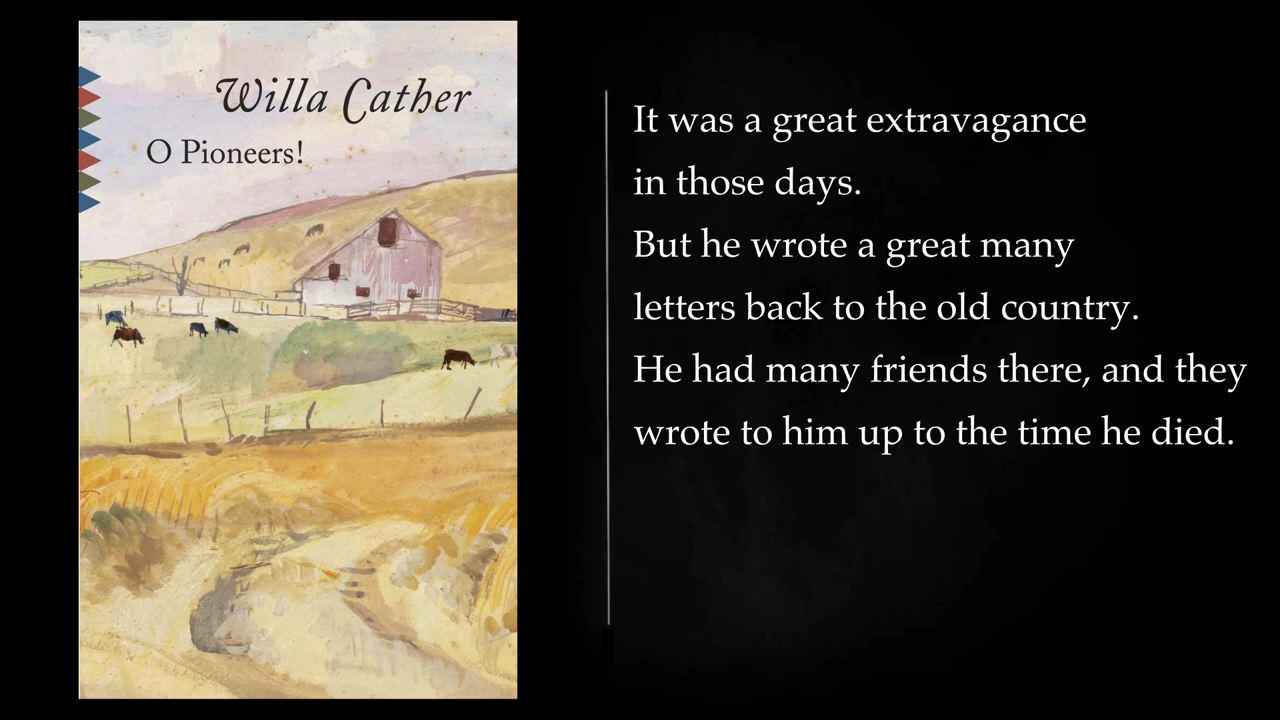 Willa Cather
O Pioneers!
It was a great extravagance
in those days.
But he wrote a great many
letters back to the old country.
He had many friends there, and they
wrote to him up to the time he died.